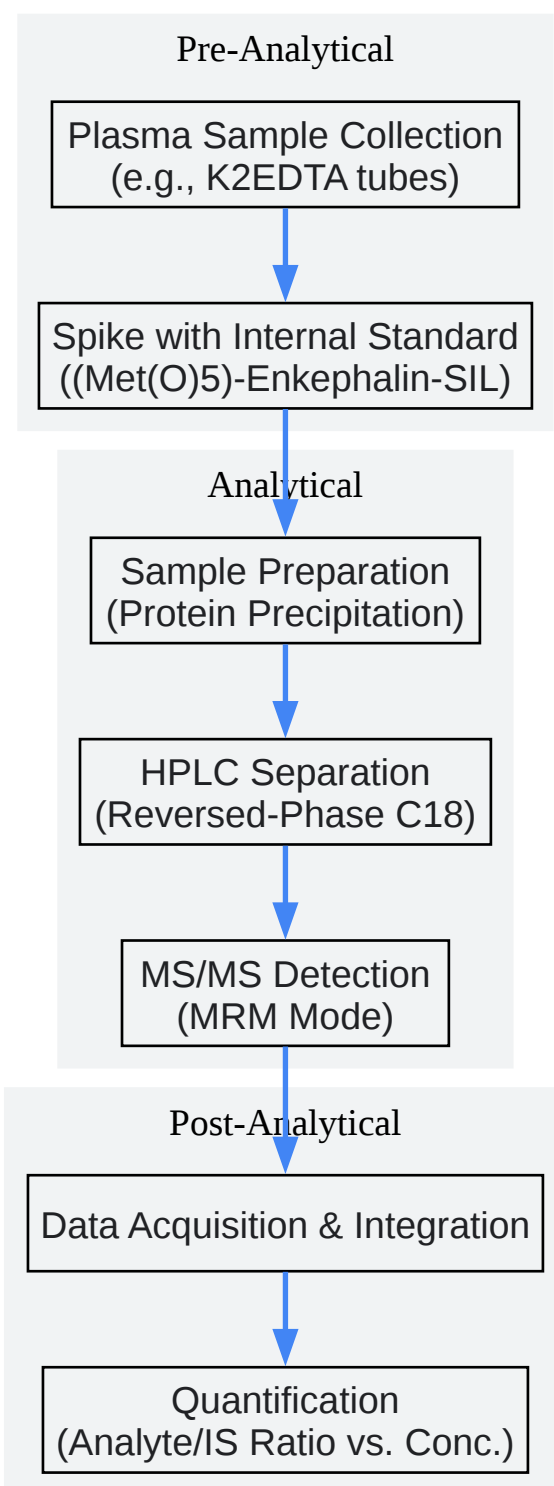 Pre-Analytical
Plasma Sample Collection
(e.g., K2EDTA tubes)
Spike with Internal Standard
((Met(O)5)-Enkephalin-SIL)
Analytical
Sample Preparation
(Protein Precipitation)
HPLC Separation
(Reversed-Phase C18)
MS/MS Detection
(MRM Mode)
Post-Analytical
Data Acquisition & Integration
Quantification
(Analyte/IS Ratio vs. Conc.)